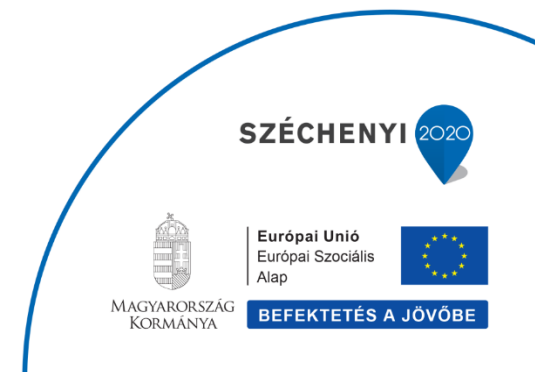 SZÉCHENYI 2020
Európai Unió
Európai Szociális
Alap
MAGYARORSZÁG
KORMÁNYA
BEFEKTETÉS A JÖVŐBE